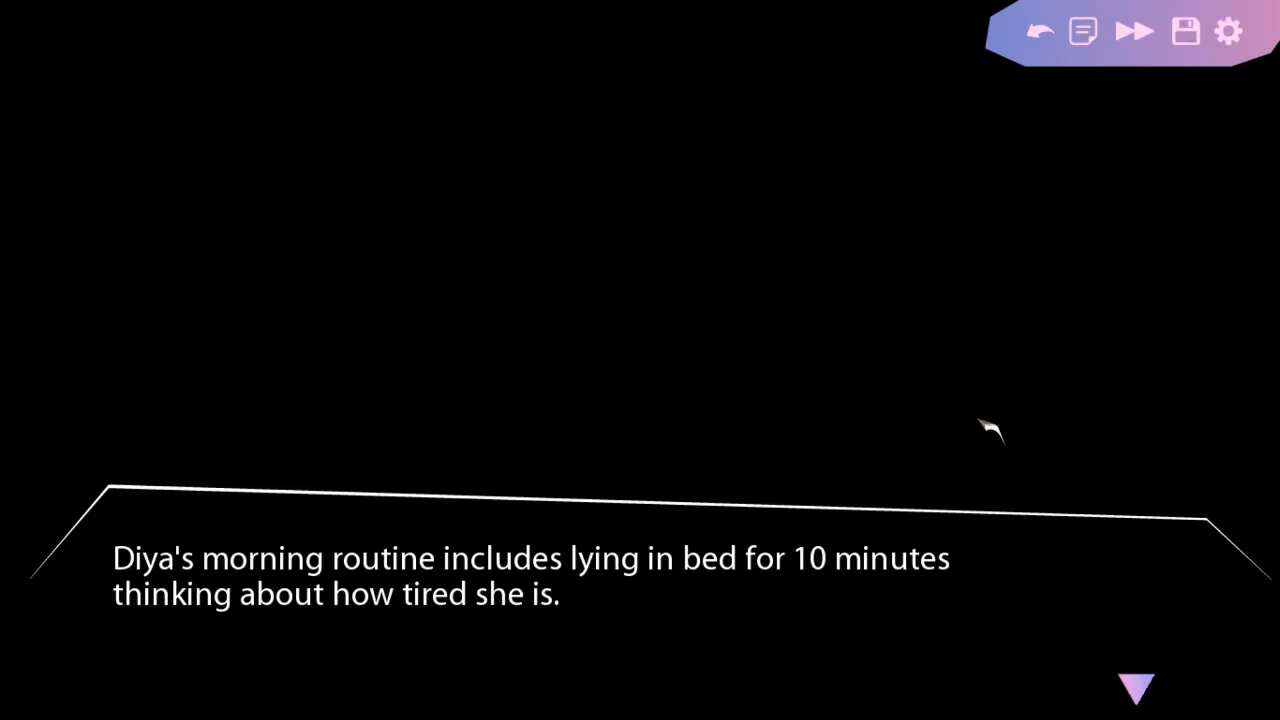 Diya's morning routine includes lying in bed for 10 minutes
thinking about how tired she is.